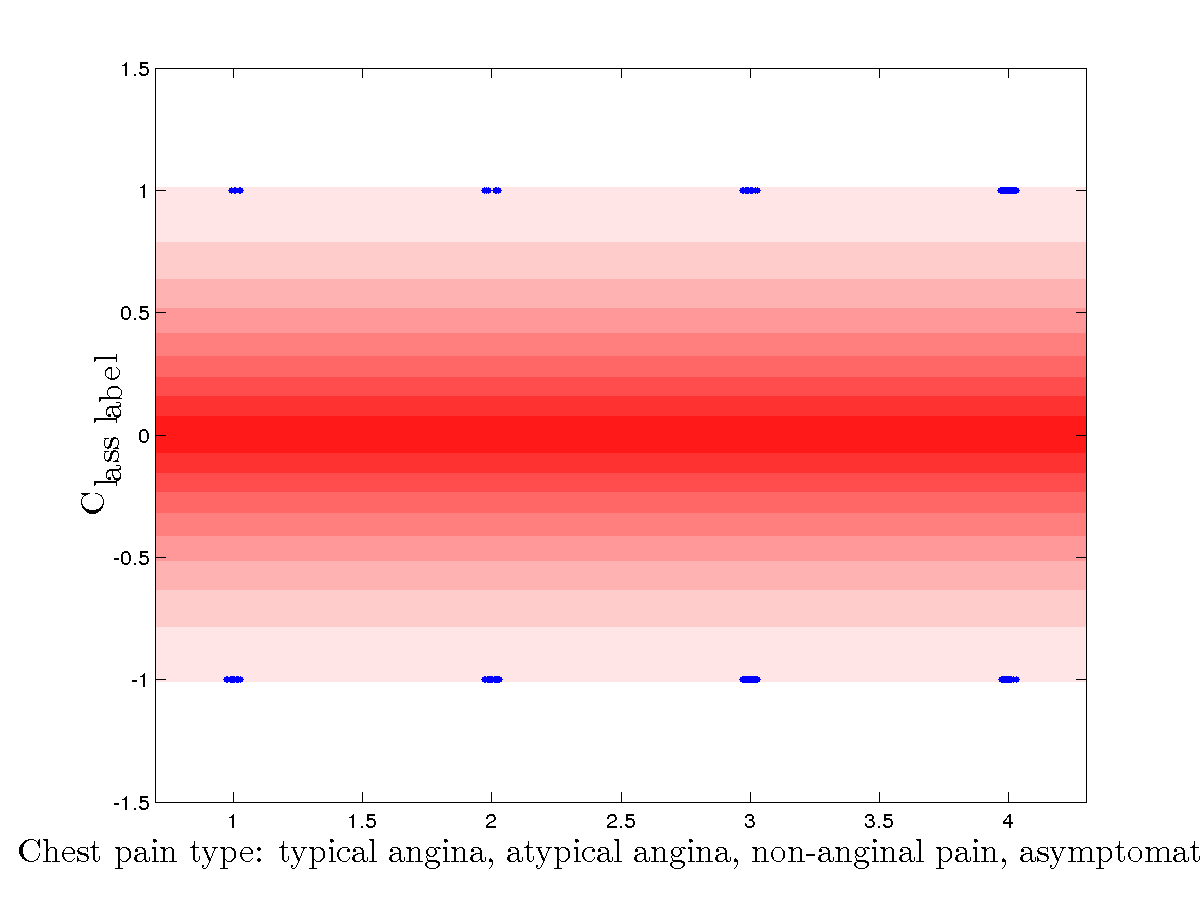 1.5
1
0.5
0
-0.5
-1
-1.5
Class label
1 1.5 2 2.5 3 3.5 4
Chest pain type: typical angina, atypical angina, non-anginal pain, asymptomat